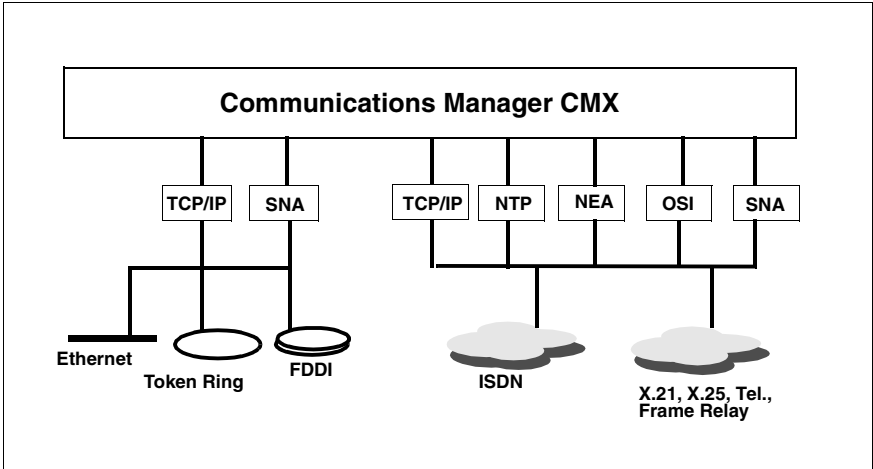 Communications Manager CMX
TCP/IP
SNA
TCP/IP
NTP
NEA
OSI
SNA
Ethernet
Token Ring
FDDI
ISDN
X.21, X.25, Tel.,
Frame Relay